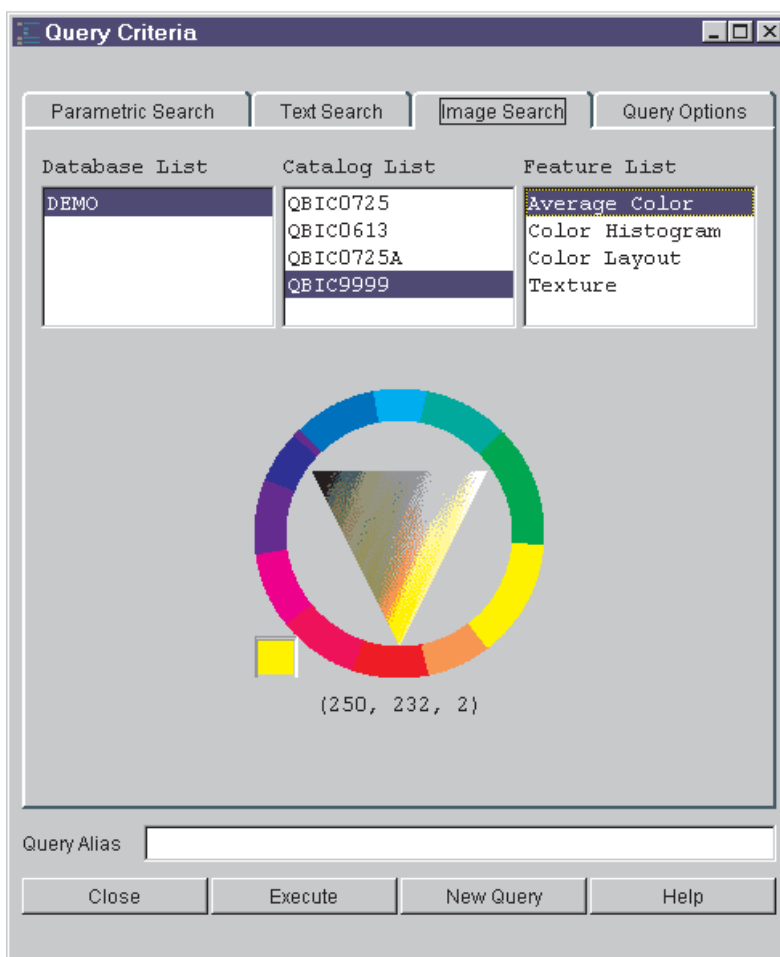 Query Criteria
Parametric Search Text Search Image Search Query Options
Database List Catalog List Feature List
DEMO QBIC0725 Average Color
QBIC0613 Color Histogram
QBIC0725A Color Layout
QBIC9999 Texture
(250, 232, 2)
Query Alias
Close Execute New Query Help